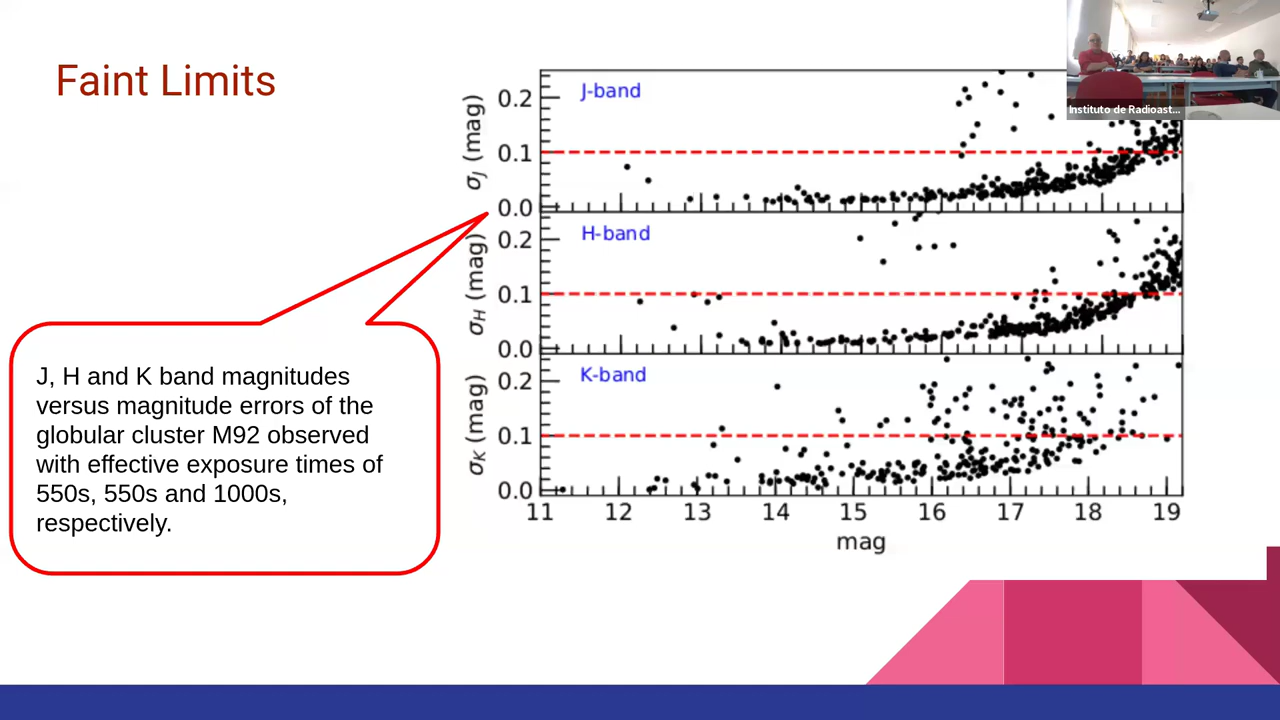 Faint Limits
Instituto de Radioast...
J-band
0.2
0.1
0.0
σJ (mag)
H-band
0.2
0.1
0.0
σH (mag)
K-band
0.2
0.1
0.0
σK (mag)
11 12 13 14 15 16 17 18 19
mag
J, H and K band magnitudes
versus magnitude errors of the
globular cluster M92 observed
with effective exposure times of
550s, 550s and 1000s,
respectively.